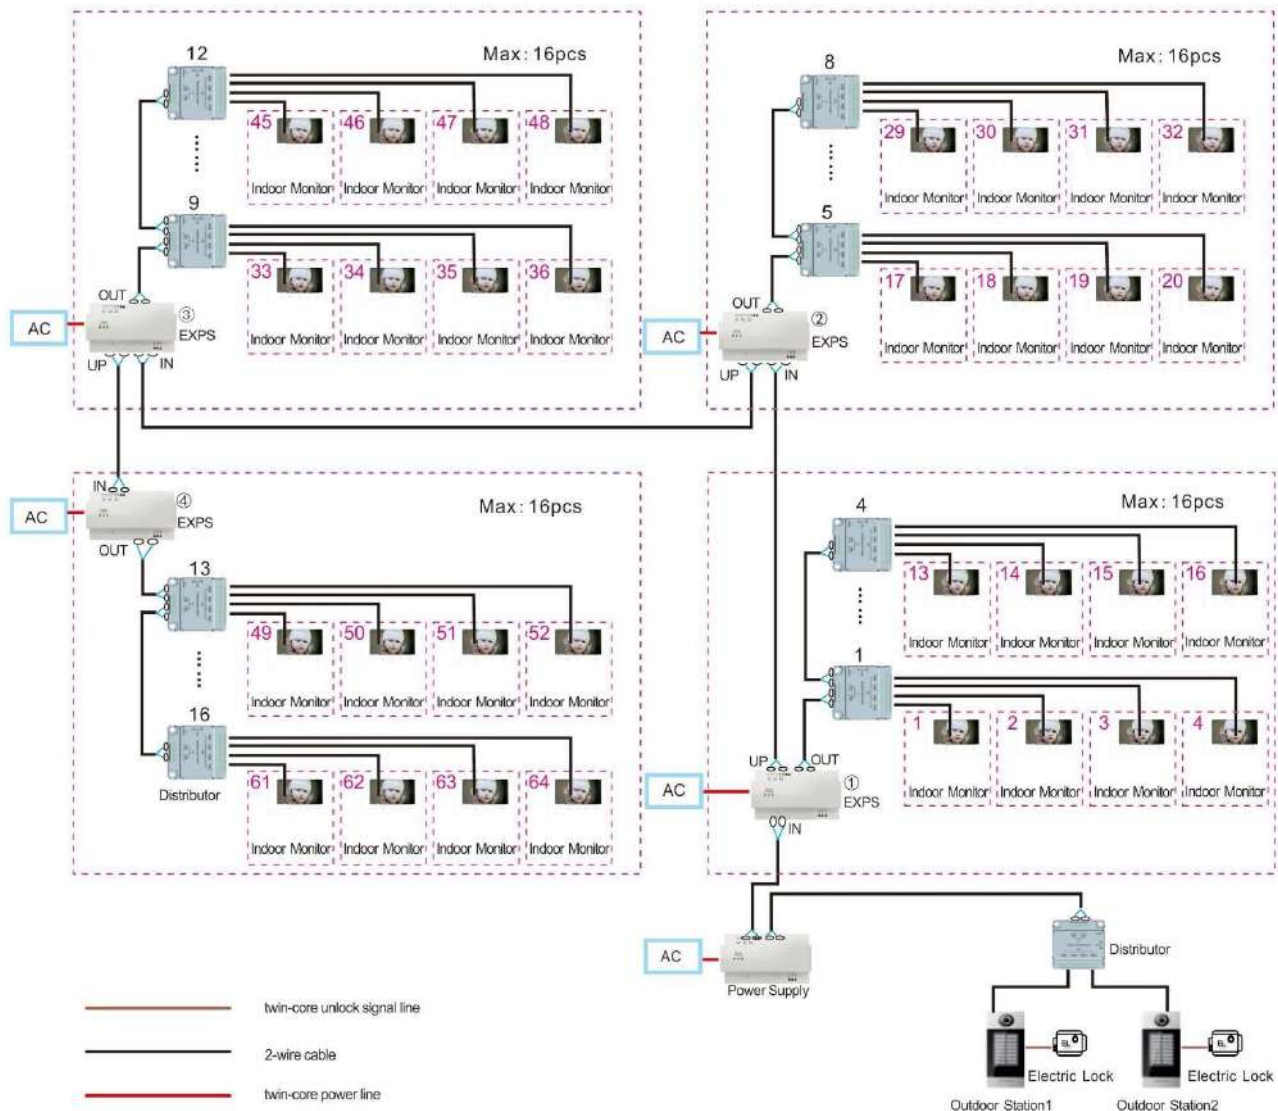 12
Max: 16pcs
45 46 47 48
Indoor Monitor Indoor Monitor Indoor Monitor Indoor Monitor
9
33 34 35 36
OUT
③
AC
EXPS
Indoor Monitor Indoor Monitor Indoor Monitor Indoor Monitor
UP IN
8
Max: 16pcs
29 30 31 32
Indoor Monitor Indoor Monitor Indoor Monitor Indoor Monitor
5
17 18 19 20
OUT
②
AC
EXPS
Indoor Monitor Indoor Monitor Indoor Monitor Indoor Monitor
UP IN
IN
④
AC
EXPS
Max: 16pcs
OUT
13
49 50 51 52
Indoor Monitor Indoor Monitor Indoor Monitor Indoor Monitor
16
Distributor
61 62 63 64
Indoor Monitor Indoor Monitor Indoor Monitor Indoor Monitor
4
Max: 16pcs
13 14 15 16
Indoor Monitor Indoor Monitor Indoor Monitor Indoor Monitor
1
1 2 3 4
UP OUT
①
AC
EXPS
Indoor Monitor Indoor Monitor Indoor Monitor Indoor Monitor
IN
AC
Power Supply
Distributor
twin-core unlock signal line
2-wire cable
twin-core power line
EL
Electric Lock
Outdoor Station1
EL
Electric Lock
Outdoor Station2